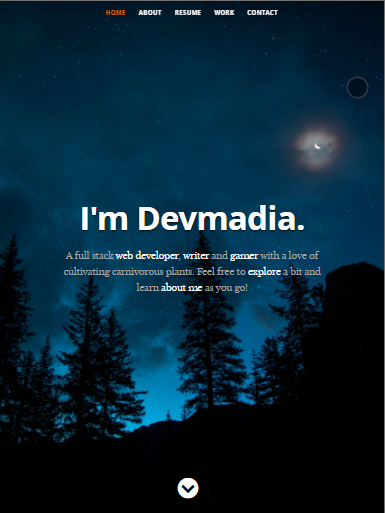 HOME ABOUT RESUME WORK CONTACT
I'm Devmadia.
A full stack web developer, writer and gamer with a love of
cultivating carnivorous plants. Feel free to explore a bit and
learn about me as you go!